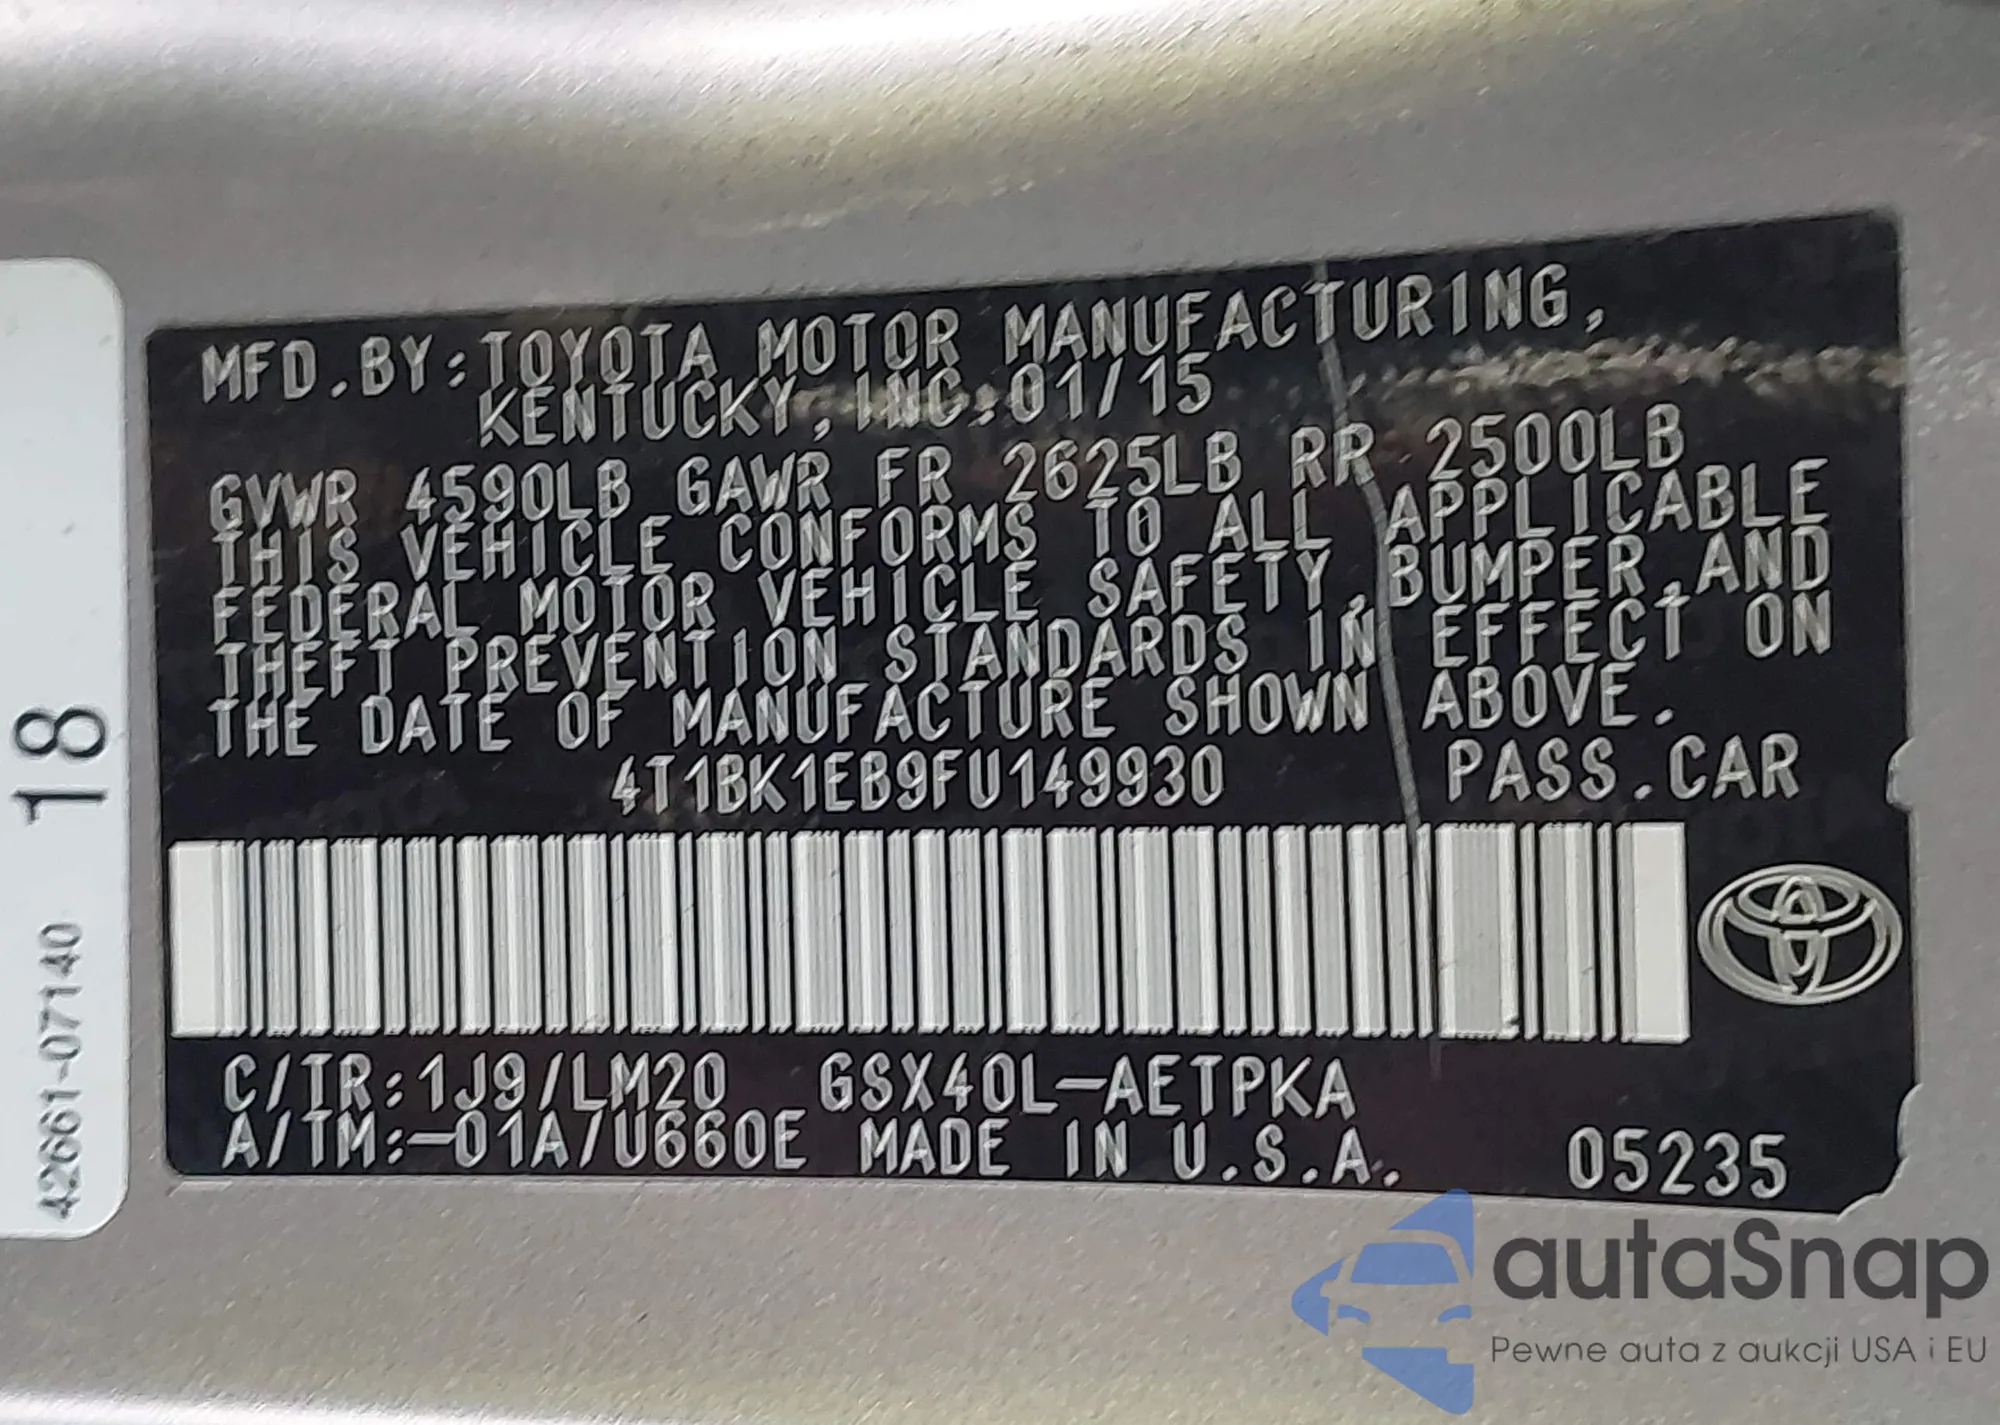 MFD.BY:TOYOTA MOTOR MANUFACTURING,
KENTUCKY, INC. 01/15
GVWR 4590LB GAWR FR 2625LB RR 2500LB
THIS VEHICLE CONFORMS TO ALL APPLICABLE
FEDERAL MOTOR VEHICLE SAFETY, BUMPER, AND
THEFT PREVENTION STANDARDS IN EFFECT ON
THE DATE OF MANUFACTURE SHOWN ABOVE.
4T1BK1EB9FU149930 PASS.CAR
C/TR:1J9/LM20 GSX40L-AETPKA
A/TM:-01A/U660E MADE IN U.S.A. 05235
18
42661-07140
autaSnap
Pewne auta z aukcji USA i EU